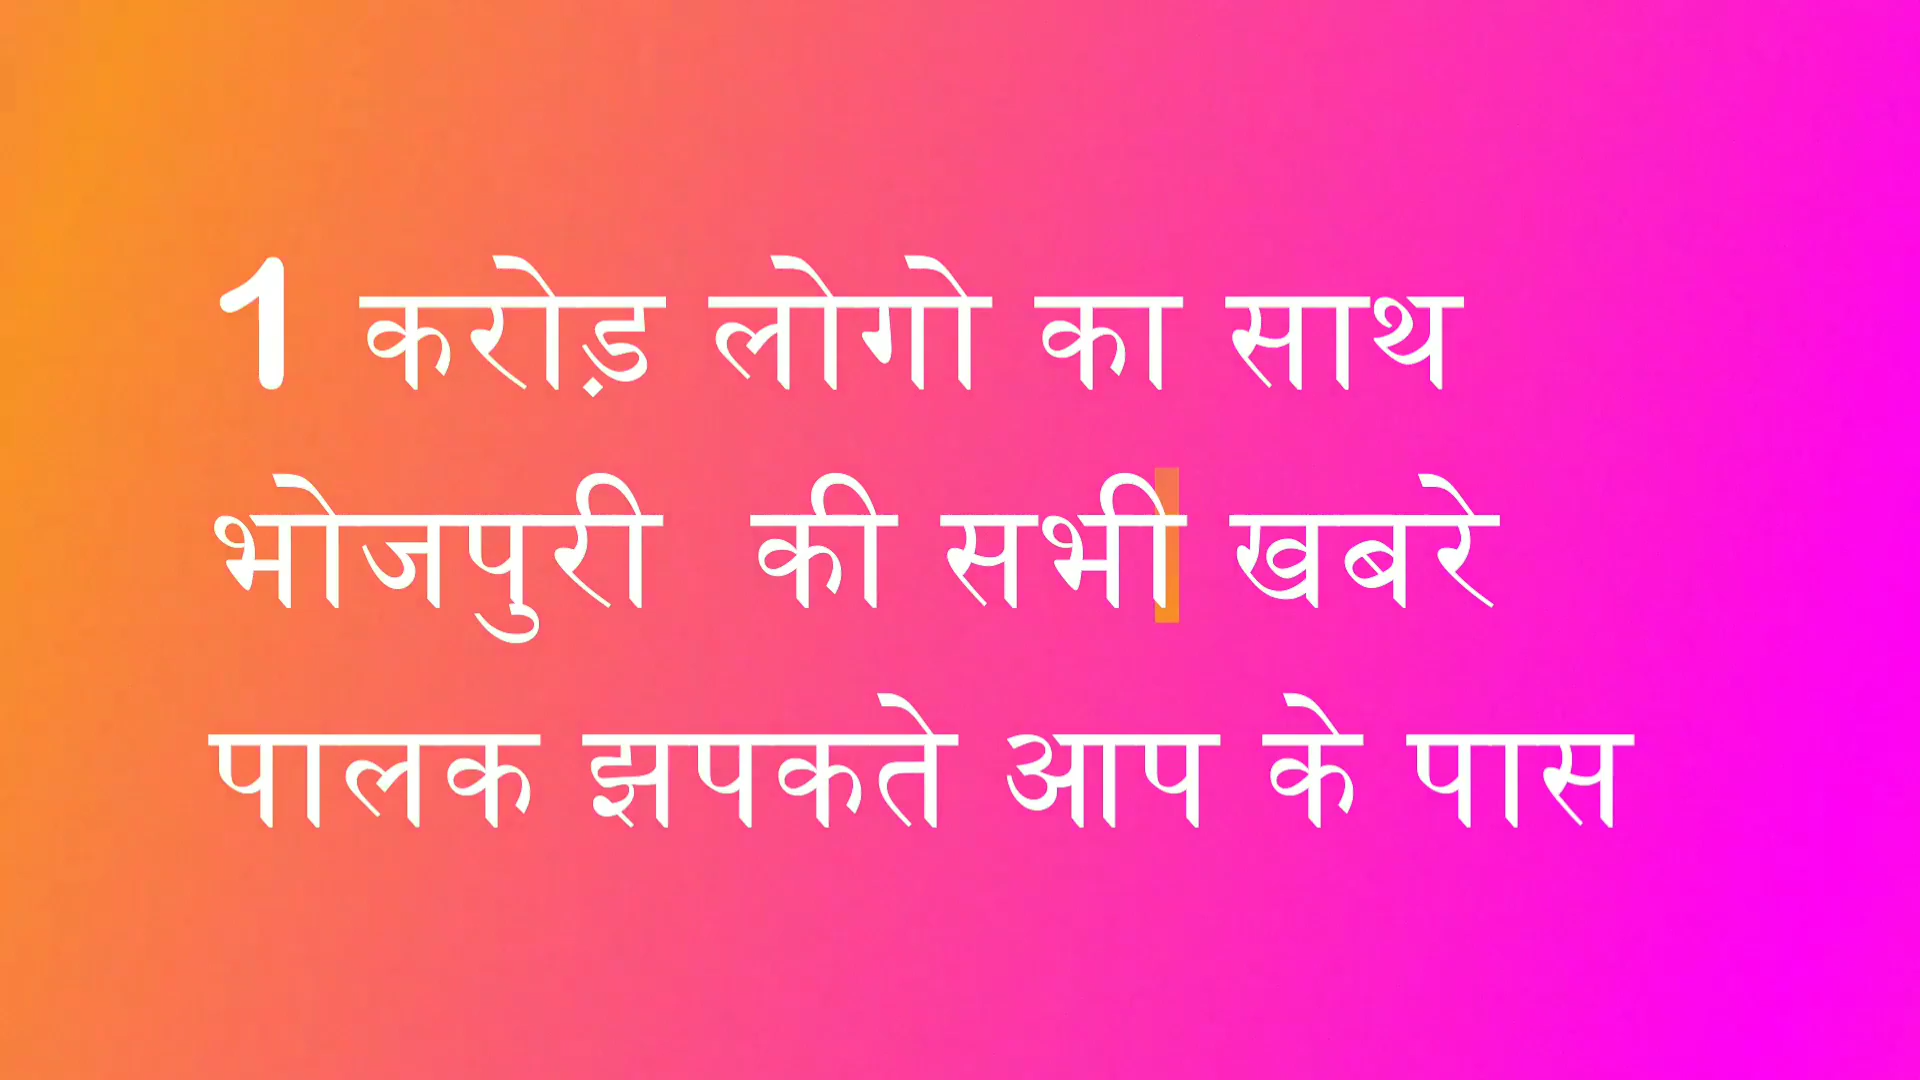 1 करोड़ लोगो का साथ
भोजपुरी की सभी खबरे
पालक झपकते आप के पास